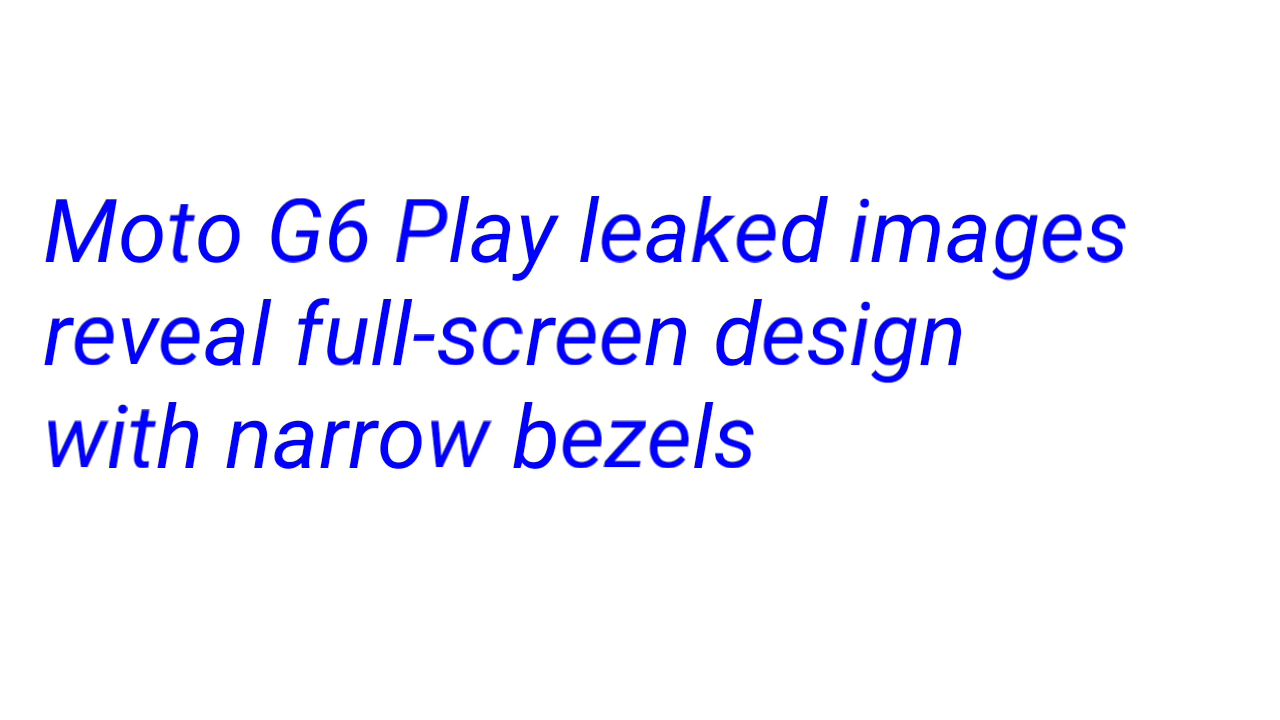 Moto G6 Play leaked images
reveal full-screen design
with narrow bezels